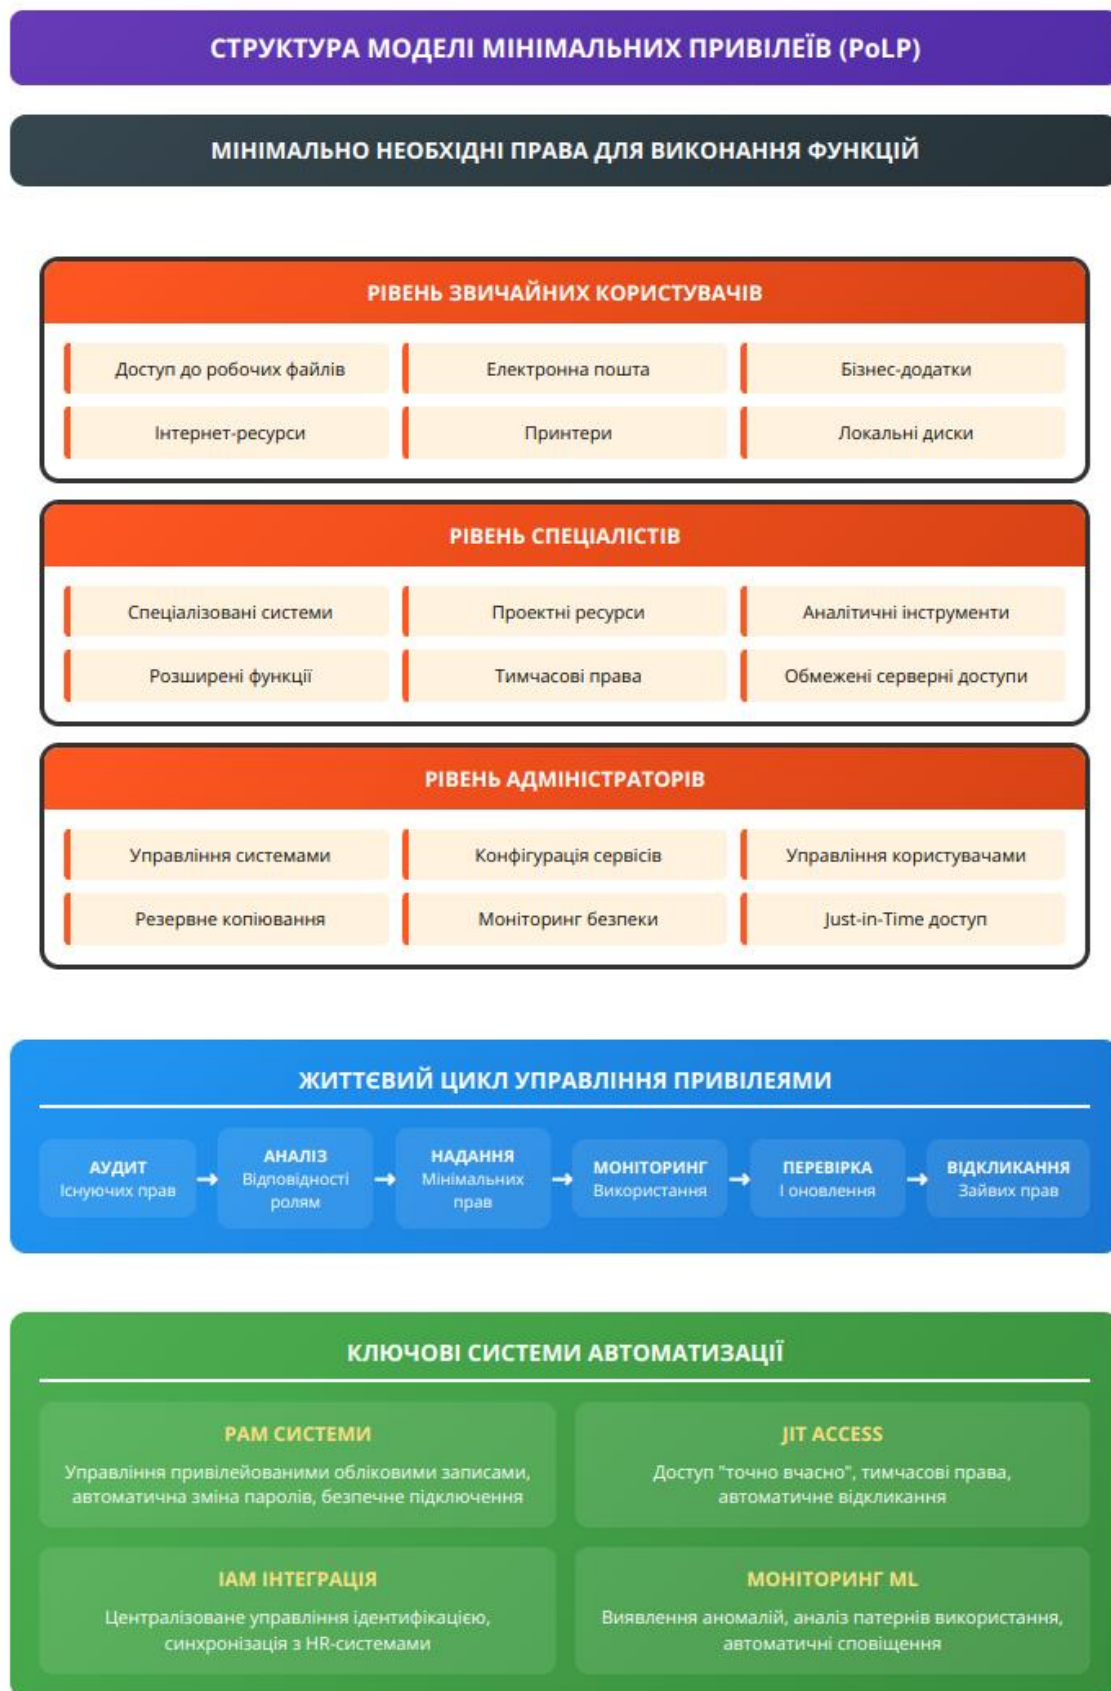 СТРУКТУРА МОДЕЛІ МІНІМАЛЬНИХ ПРИВІЛЕЇВ (PoLP)
МІНІМАЛЬНО НЕОБХІДНІ ПРАВА ДЛЯ ВИКОНАННЯ ФУНКЦІЙ
РІВЕНЬ ЗВИЧАЙНИХ КОРИСТУВАЧІВ
Доступ до робочих файлів
Електронна пошта
Бізнес-додатки
Інтернет-ресурси
Принтери
Локальні диски
РІВЕНЬ СПЕЦІАЛІСТІВ
Спеціалізовані системи
Проектні ресурси
Аналітичні інструменти
Розширені функції
Тимчасові права
Обмежені серверні доступи
РІВЕНЬ АДМІНІСТРАТОРІВ
Управління системами
Конфігурація сервісів
Управління користувачами
Резервне копіювання
Моніторинг безпеки
Just-in-Time доступ
ЖИТТЄВИЙ ЦИКЛ УПРАВЛІННЯ ПРИВІЛЕЯМИ
АУДИТ
Існуючих прав
→
АНАЛІЗ
Відповідності
ролям
→
НАДАННЯ
Мінімальних
прав
→
МОНІТОРИНГ
Використання
→
ПЕРЕВІРКА
І оновлення
→
ВІДКЛИКАННЯ
Зайвих прав
КЛЮЧОВІ СИСТЕМИ АВТОМАТИЗАЦІЇ
PAM СИСТЕМИ
Управління привілейованими обліковими записами,
автоматична зміна паролів, безпечне підключення
JIT ACCESS
Доступ "точно вчасно", тимчасові права,
автоматичне відкликання
IAM ІНТЕГРАЦІЯ
Централізоване управління ідентифікацією,
синхронізація з HR-системами
МОНІТОРИНГ ML
Виявлення аномалій, аналіз патернів використання,
автоматичні сповіщення